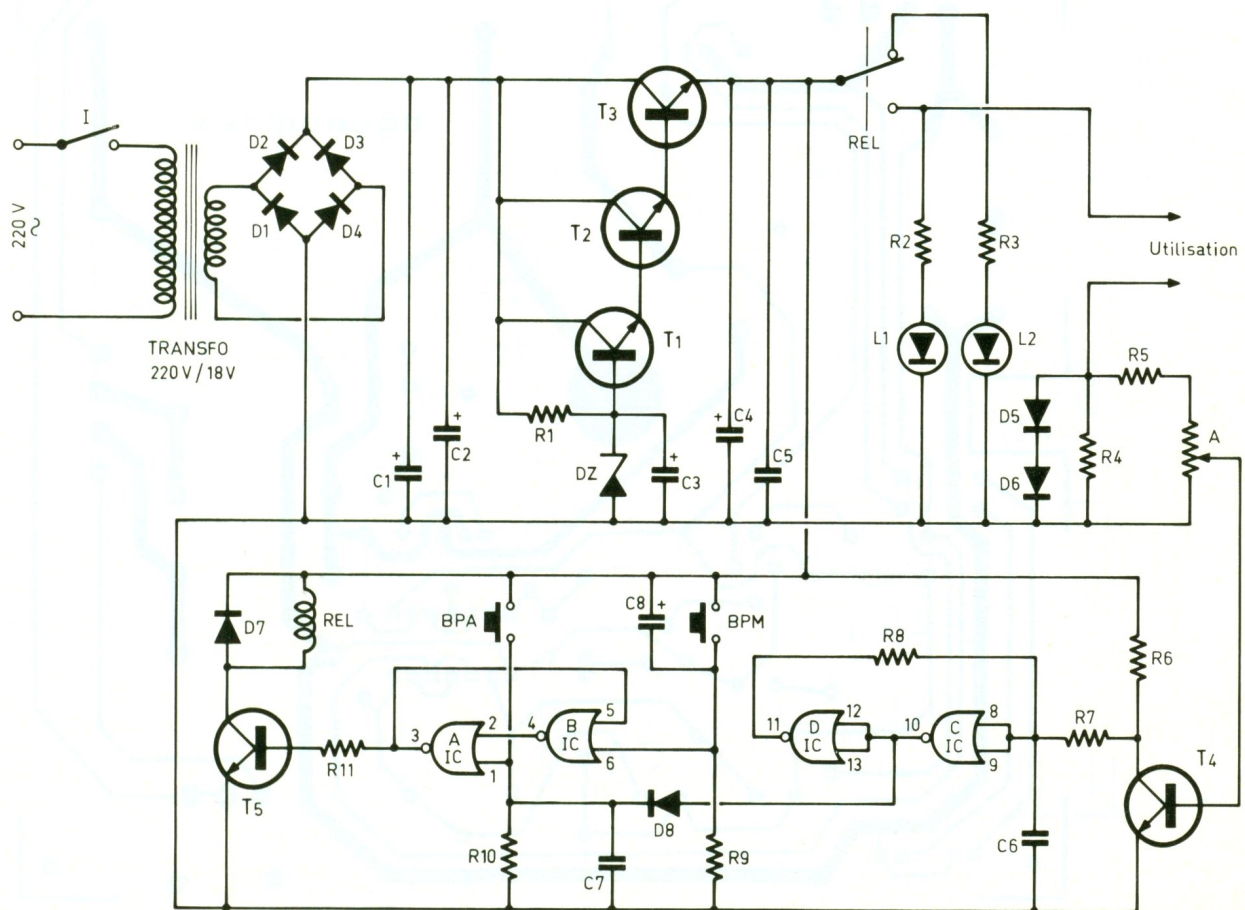 I
220 V
~
TRANSFO
220 V / 18 V
D2
D3
D1
D4
C1
+
C2
+
R1
DZ
C3
+
T1
T2
T3
C4
+
C5
REL
R2
R3
L1
L2
Utilisation
R5
D5
D6
R4
A
D7
REL
BPA
C8
+
BPM
R8
R6
R7
T4
T5
R11
3
A
IC
2
1
4
B
IC
5
6
11
D
IC
12
13
10
C
IC
8
9
D8
R10
C7
R9
C6